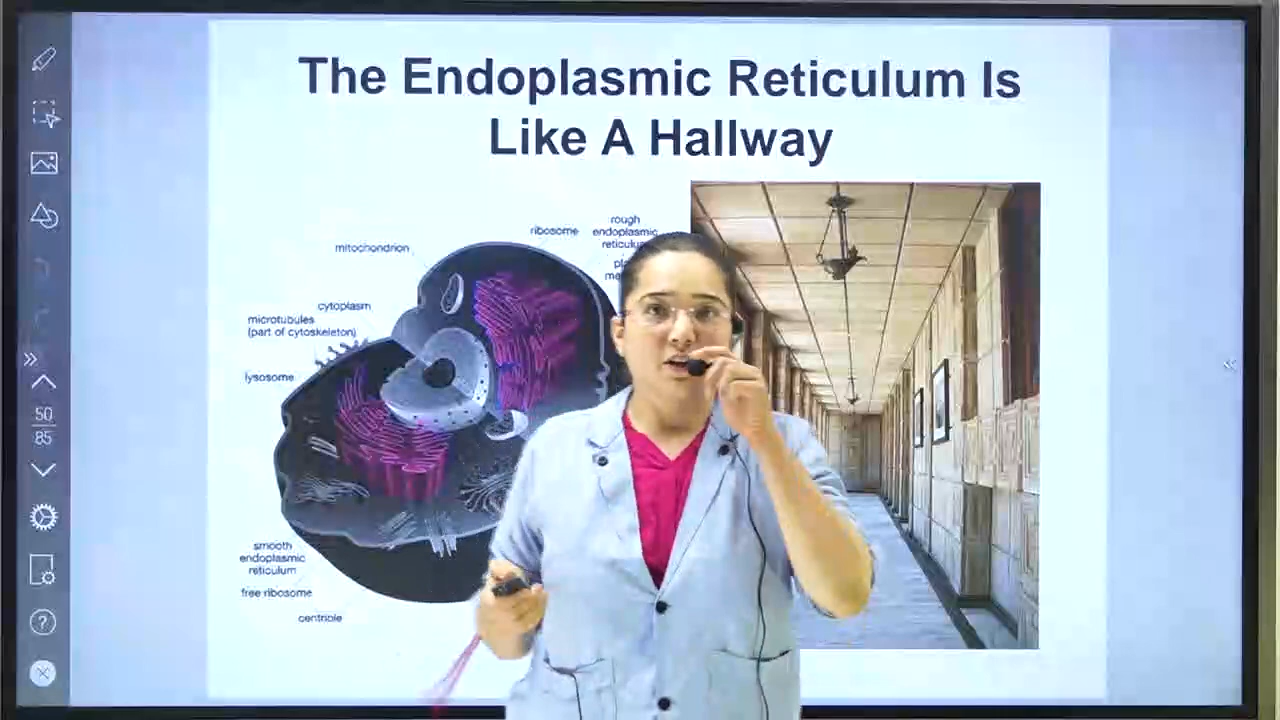 The Endoplasmic Reticulum Is
Like A Hallway
ribosome
rough
endoplasmic
mitochondrion
cytoplasm
microtubules
(part of cytoskeleton)
lysosome
50
85
smooth
endoplasmic
reticulum
free ribosome
centriole
?